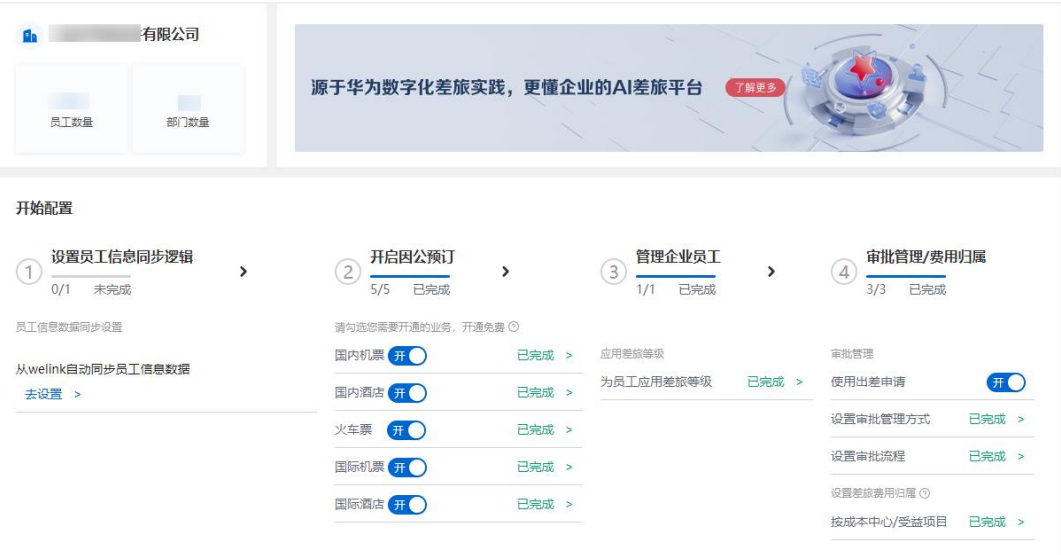 有限公司
员工数量
部门数量
源于华为数字化差旅实践，更懂企业的AI差旅平台
了解更多
开始配置
1
设置员工信息同步逻辑
0/1 未完成
员工信息数据同步设置
从welink自动同步员工信息数据
去设置 >
2
开启因公预订
5/5 已完成
请勾选您需要开通的业务，开通免费
国内机票 开 已完成 >
国内酒店 开 已完成 >
火车票 开 已完成 >
国际机票 开 已完成 >
国际酒店 开 已完成 >
3
管理企业员工
1/1 已完成
应用差旅等级
为员工应用差旅等级 已完成 >
4
审批管理/费用归属
3/3 已完成
审批管理
使用出差申请 开
设置审批管理方式 已完成 >
设置审批流程 已完成 >
设置差旅费用归属
按成本中心/受益项目 已完成 >